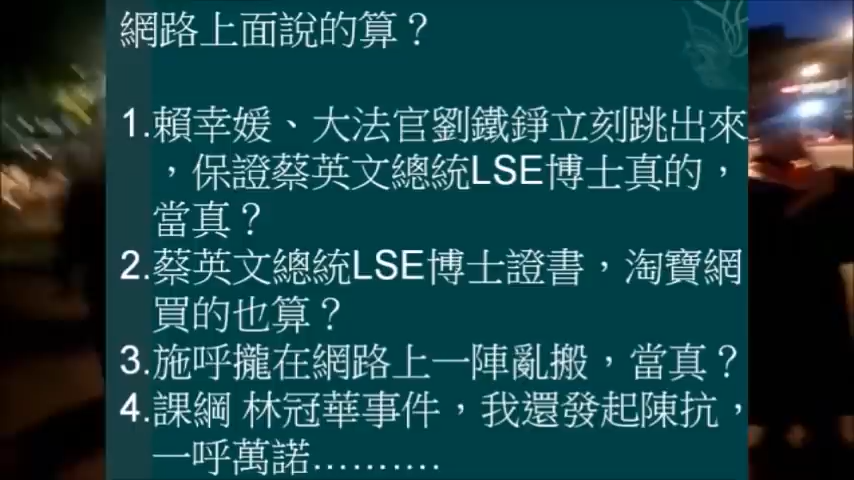 網路上面說的算？
1.賴幸媛、大法官劉鐵錚立刻跳出來
，保證蔡英文總統LSE博士真的，
當真？
2.蔡英文總統LSE博士證書，淘寶網
買的也算？
3.施呼攏在網路上一陣亂搬，當真？
4.課綱 林冠華事件，我還發起陳抗，
一呼萬諾..........